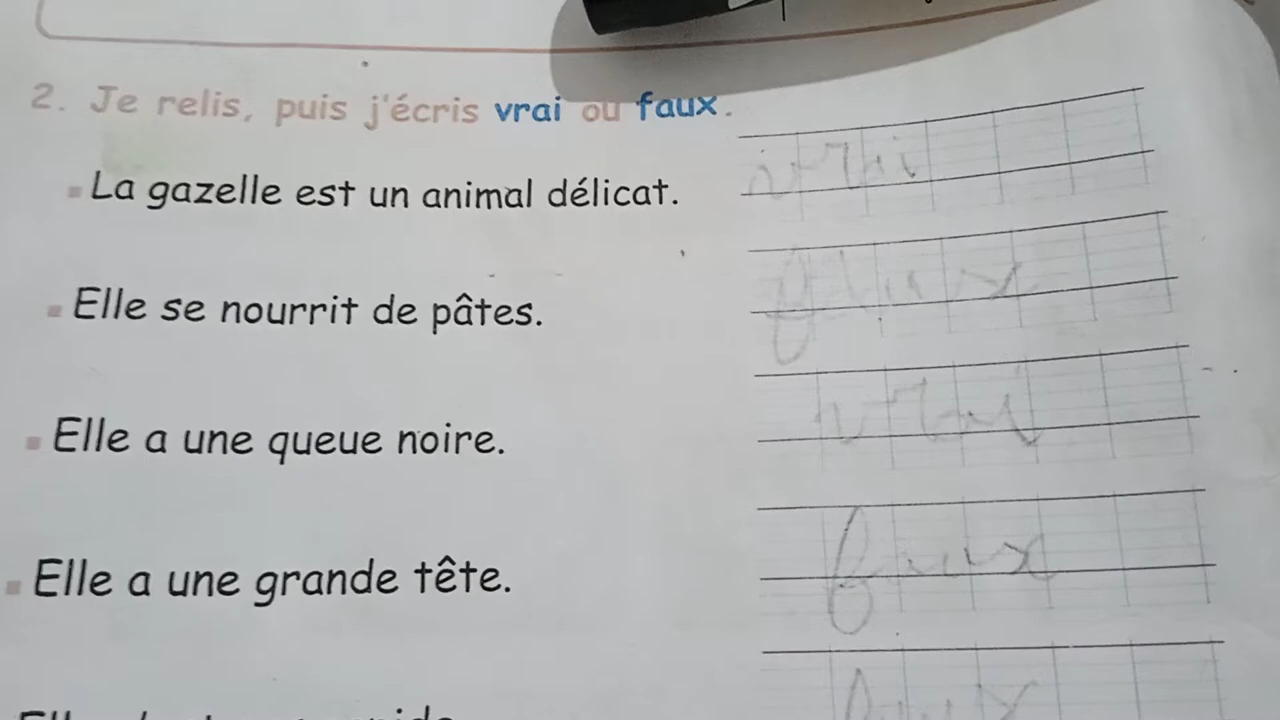 2. Je relis, puis j'écris vrai ou faux.
La gazelle est un animal délicat. vrai
Elle se nourrit de pâtes. faux
Elle a une queue noire. vrai
Elle a une grande tête. faux
faux